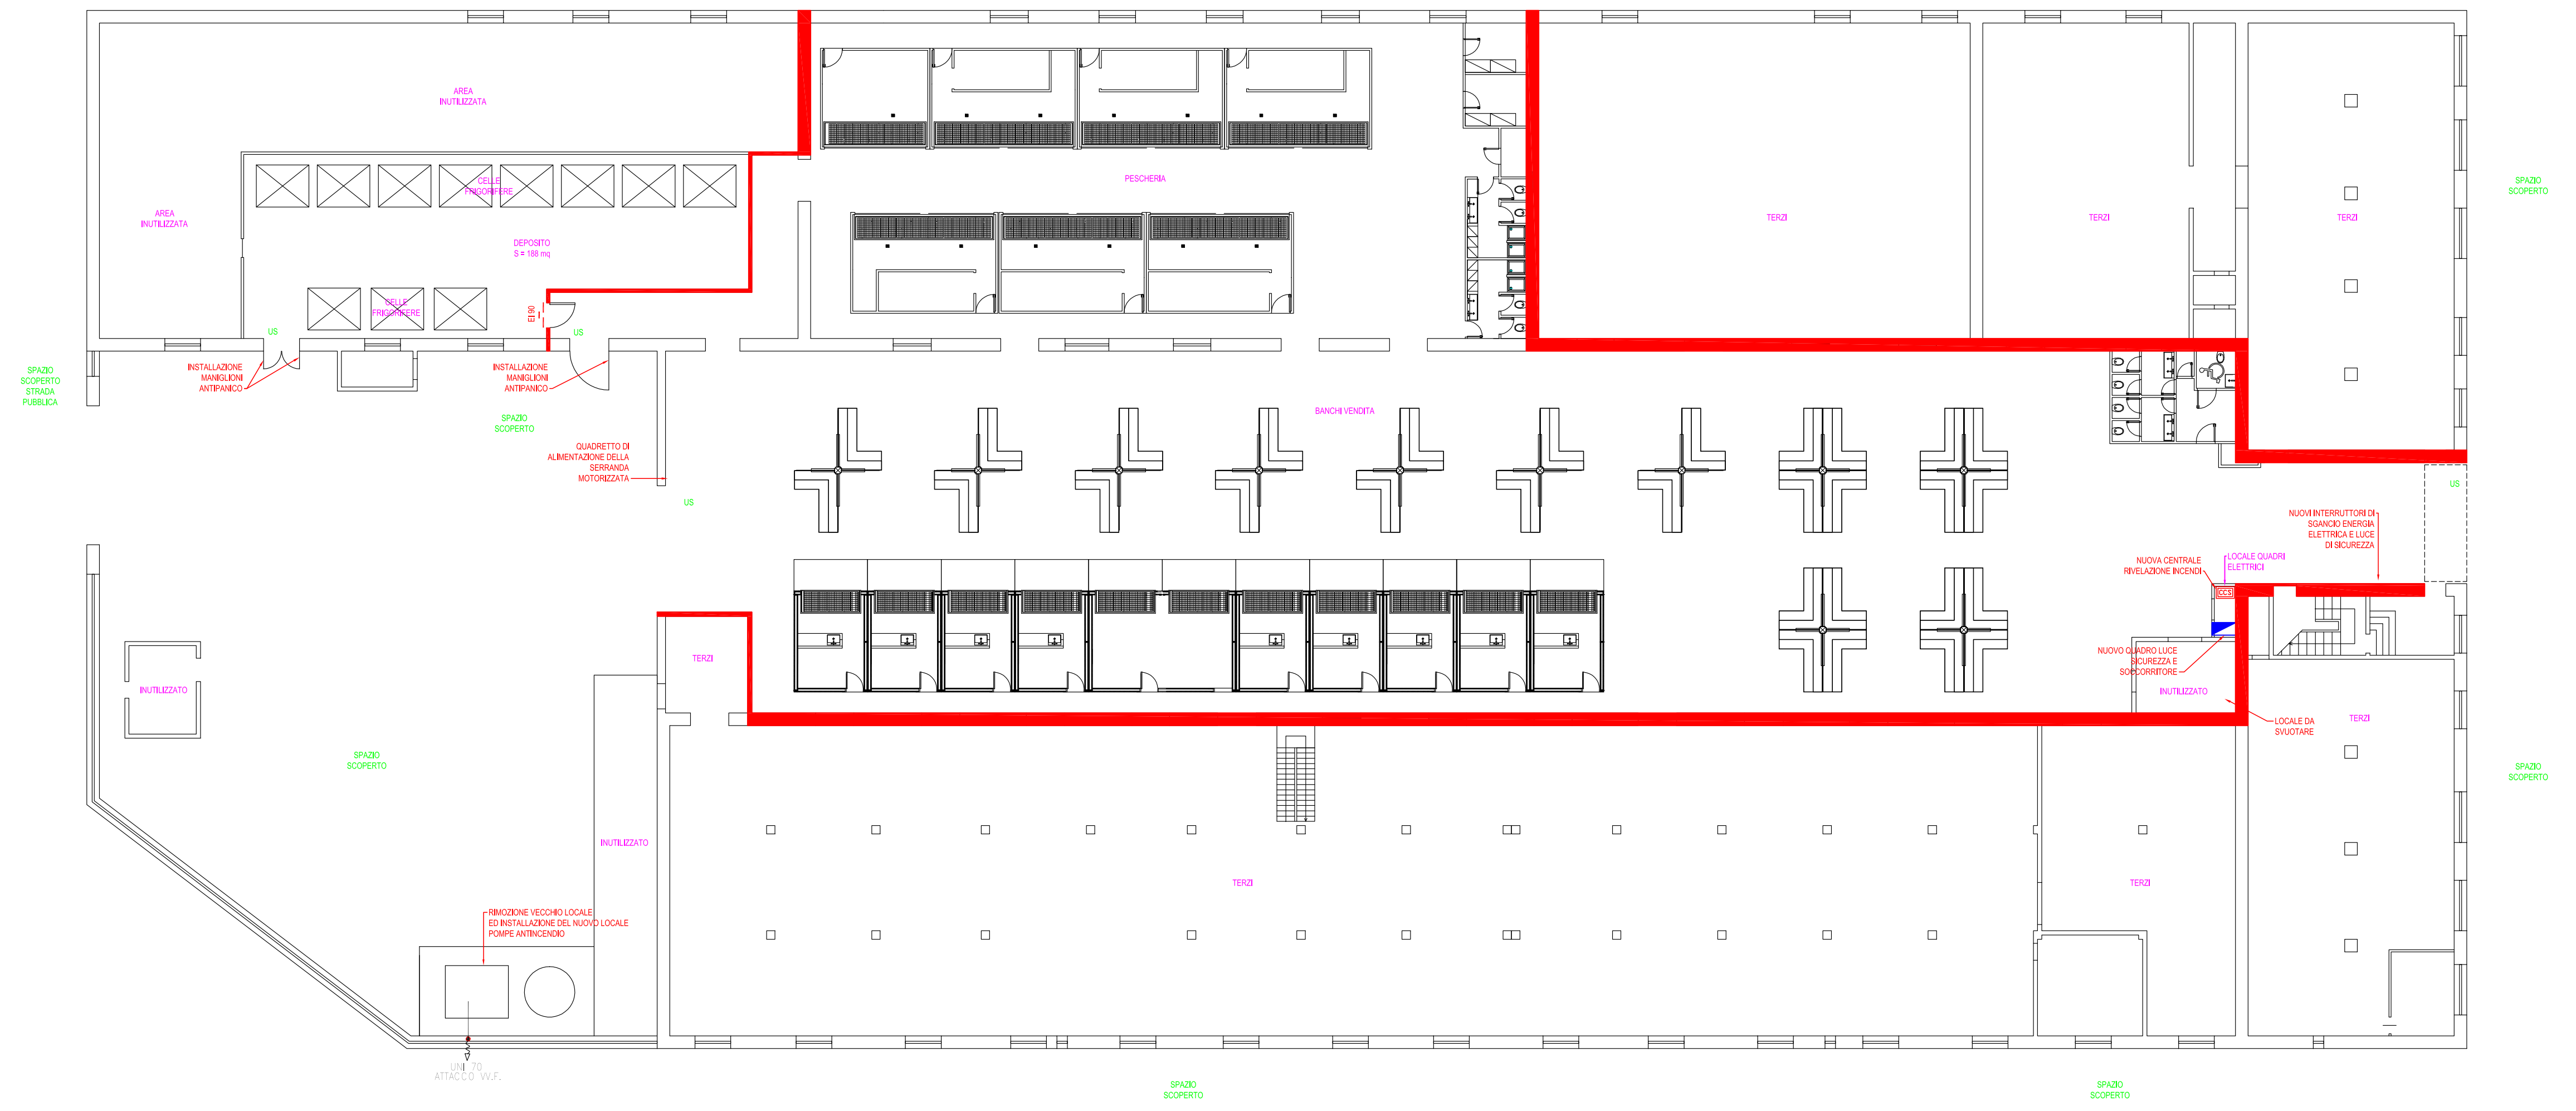 AREA
INUTILIZZATA
CELLE
FRIGORIFERE
AREA
INUTILIZZATA
DEPOSITO
S = 188 mq
CELLE
FRIGORIFERE
EI 90
US
US
PESCHERIA
TERZI
TERZI
TERZI
SPAZIO
SCOPERTO
SPAZIO
SCOPERTO
STRADA
PUBBLICA
INSTALLAZIONE
MANIGLIONI
ANTIPANICO
INSTALLAZIONE
MANIGLIONI
ANTIPANICO
SPAZIO
SCOPERTO
QUADRETTO DI
ALIMENTAZIONE DELLA
SERRANDA
MOTORIZZATA
US
BANCHI VENDITA
US
NUOVI INTERRUTTORI DI
SGANCIO ENERGIA
ELETTRICA E LUCE
DI SICUREZZA
NUOVA CENTRALE
RIVELAZIONE INCENDI
LOCALE QUADRI
ELETTRICI
CCS
NUOVO QUADRO LUCE
SICUREZZA E
SOCCORRITORE
INUTILIZZATO
LOCALE DA
SVUOTARE
TERZI
TERZI
INUTILIZZATO
SPAZIO
SCOPERTO
SPAZIO
SCOPERTO
INUTILIZZATO
TERZI
TERZI
RIMOZIONE VECCHIO LOCALE
ED INSTALLAZIONE DEL NUOVO LOCALE
POMPE ANTINCENDIO
UNI 70
ATTACCO VV.F.
SPAZIO
SCOPERTO
SPAZIO
SCOPERTO